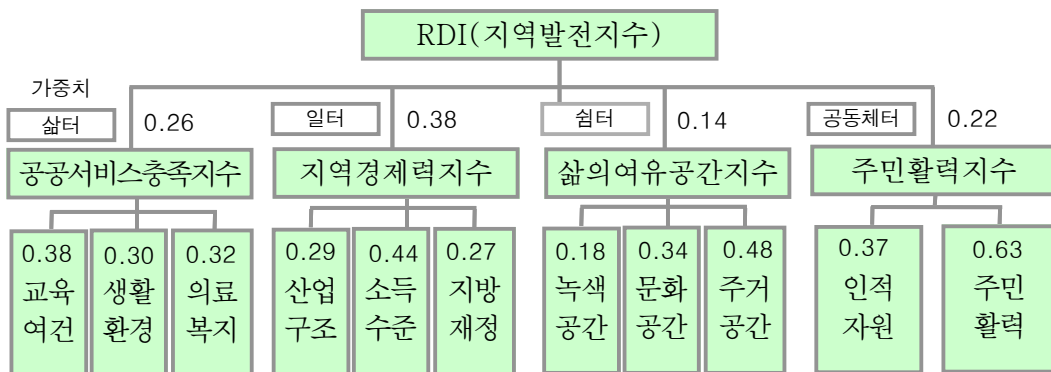 RDI(지역발전지수)
가중치
삶터
0.26
일터
0.38
쉼터
0.14
공동체터
0.22
공공서비스충족지수
지역경제력지수
삶의여유공간지수
주민활력지수
0.38
교육
여건
0.30
생활
환경
0.32
의료
복지
0.29
산업
구조
0.44
소득
수준
0.27
지방
재정
0.18
녹색
공간
0.34
문화
공간
0.48
주거
공간
0.37
인적
자원
0.63
주민
활력